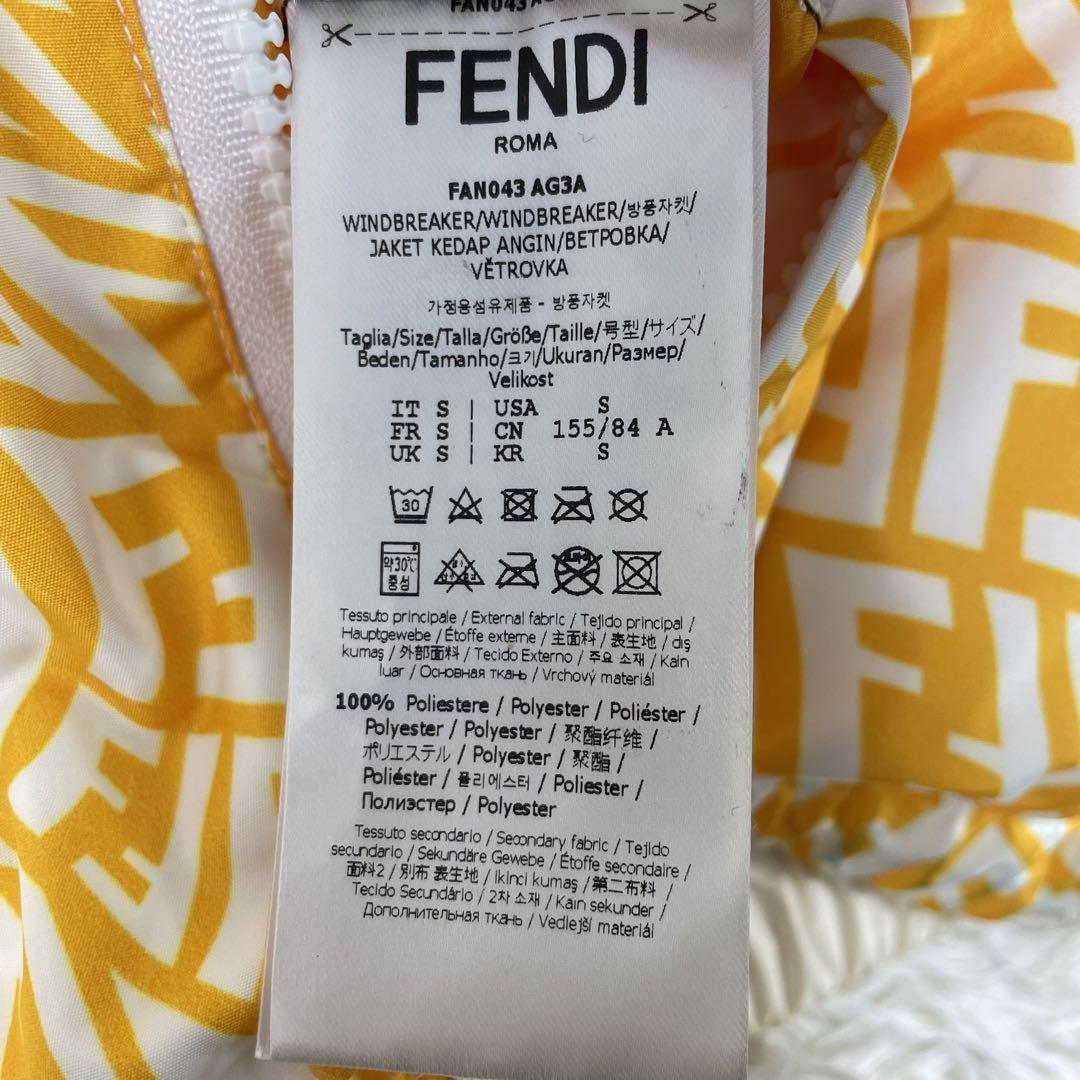 FAN043 AG
FENDI
ROMA
FAN043 AG3A
WINDBREAKER/WINDBREAKER/방풍자켓/
JAKET KEDAP ANGIN/ВЕТРОВКА/
VĚTROVKA
가정용섬유제품 - 방풍자켓
Taglia/Size/Talla/Größe/Taille/号型/サイズ/
Beden/Tamanho/크기/Ukuran/Размер/
Velikost
IT S | USA S
FR S | CN 155/84 A
UK S | KR S
30
약30℃
중성
Tessuto principale / External fabric / Tejido principal /
Hauptgewebe / Étoffe externe / 主面料 / 表生地 / dış
kumaş / 外部面料 / Tecido Externo / 주요 소재 / Kain
luar / Основная ткань / Vrchový materiál
100% Poliestere / Polyester / Poliéster /
Polyester / Polyester / 聚酯纤维 /
ポリエステル / Polyester / 聚酯 /
Poliéster / 폴리에스터 / Poliester /
Полиэстер / Polyester
Tessuto secondario / Secondary fabric / Tejido
secundario / Sekundäre Gewebe / Étoffe secondaire /
面料2 / 別布 表生地 / ikinci kumaş / 第二布料 /
Tecido Secundário / 2차 소재 / Kain sekunder /
Дополнительная ткань / Vedlejší materiál